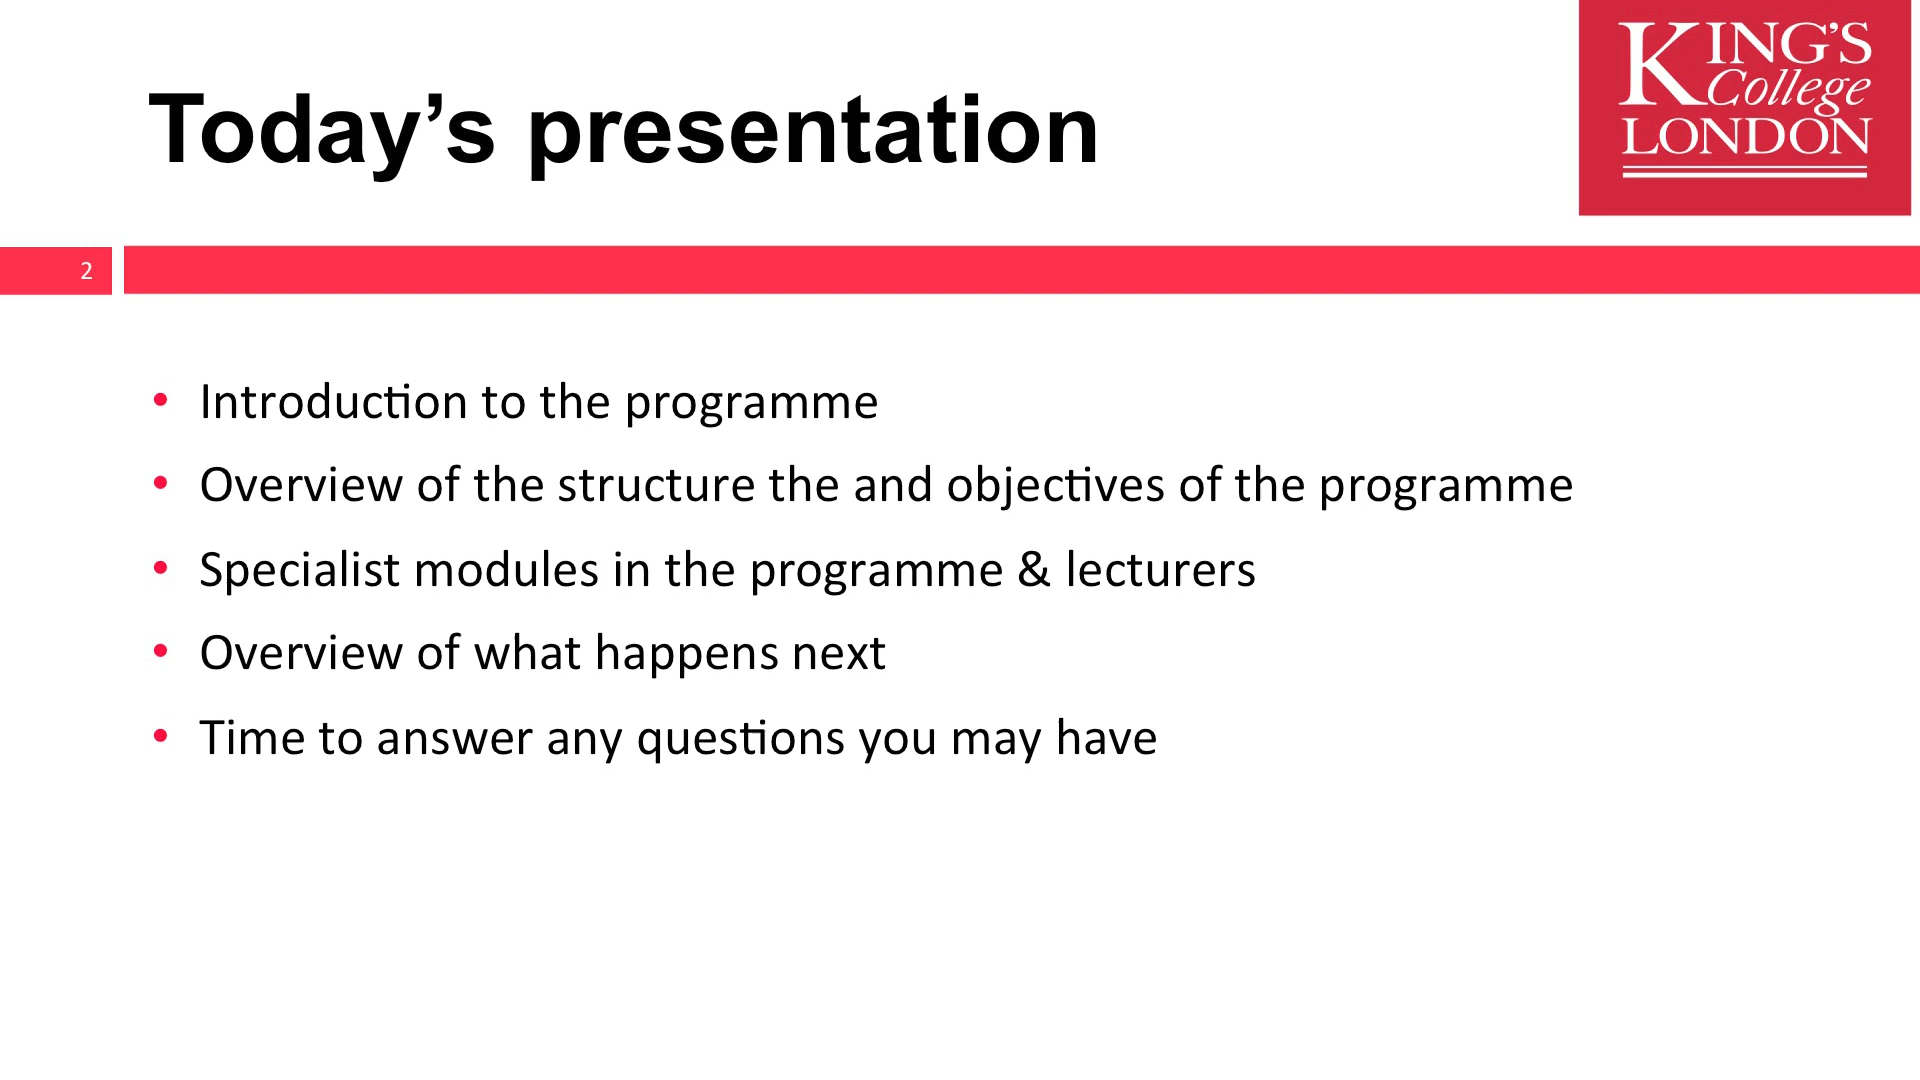 Today’s presentation
KING’S
College
LONDON
2
• Introduction to the programme
• Overview of the structure the and objectives of the programme
• Specialist modules in the programme & lecturers
• Overview of what happens next
• Time to answer any questions you may have